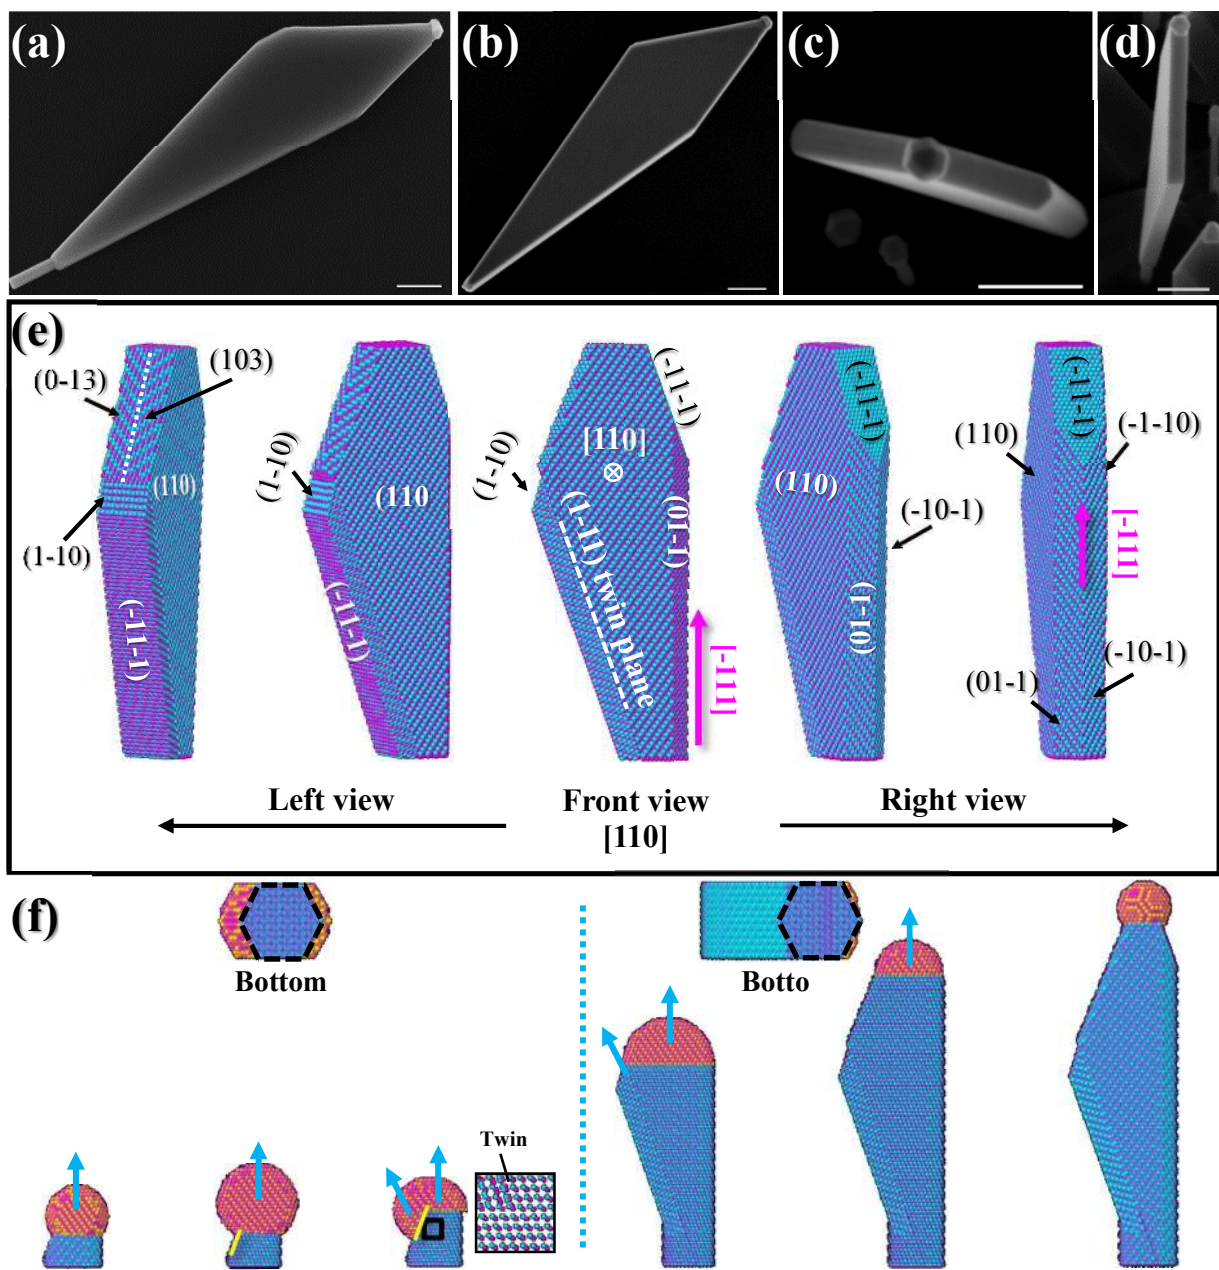 (a)
(b)
(c)
(d)
(e)
(0-13)
(103)
(110)
(1-10)
(-11-1)
(1-10)
(110
(-11-1)
(-11-1)
(1-10)
[110]
(1-11) twin plane
(01-1)
[-111]
(-11-1)
(110)
(-10-1)
(01-1)
(-11-1)
(110)
(-1-10)
[-111]
(-10-1)
(01-1)
Left view
Front view
[110]
Right view
(f)
Bottom
Botto
Twin